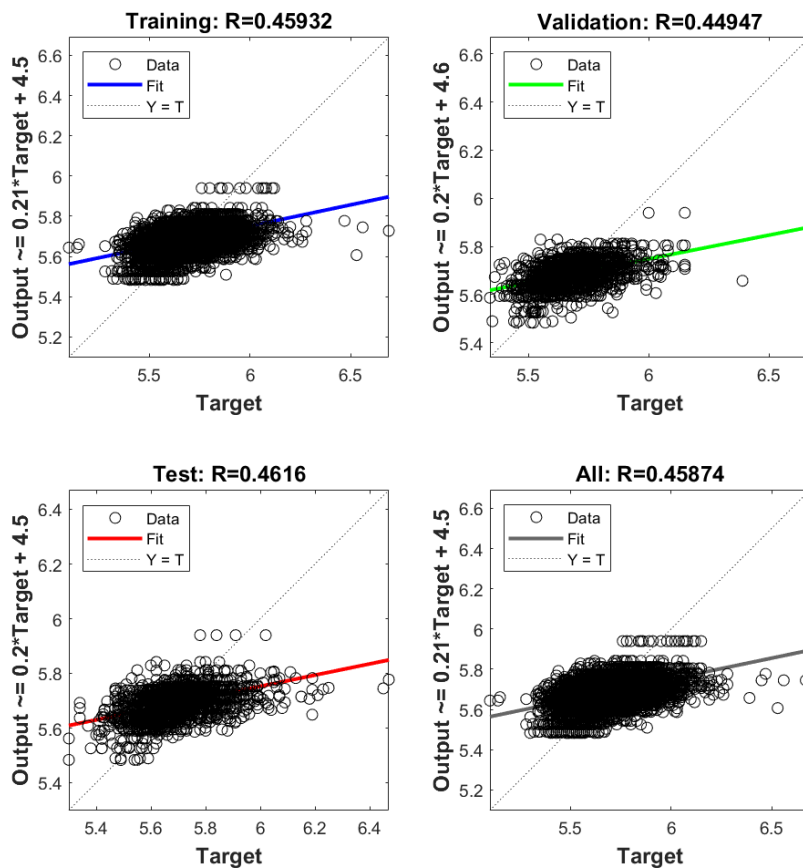 Training: R=0.45932
Output ~= 0.21*Target + 4.5
6.6
6.4
6.2
6
5.8
5.6
5.4
5.2
Data
Fit
Y = T
5.5
6
6.5
Target
Validation: R=0.44947
Output ~= 0.2*Target + 4.6
6.6
6.4
6.2
6
5.8
5.6
5.4
Data
Fit
Y = T
5.5
6
6.5
Target
Test: R=0.4616
Output ~= 0.2*Target + 4.5
6.4
6.2
6
5.8
5.6
5.4
Data
Fit
Y = T
5.4
5.6
5.8
6
6.2
6.4
Target
All: R=0.45874
Output ~= 0.21*Target + 4.5
6.6
6.4
6.2
6
5.8
5.6
5.4
5.2
Data
Fit
Y = T
5.5
6
6.5
Target